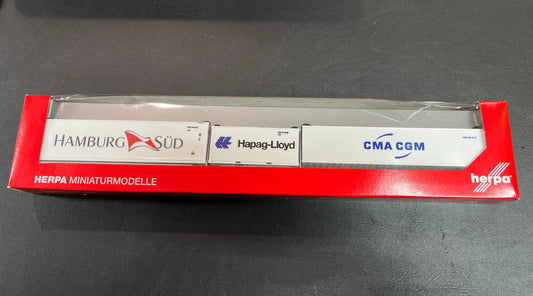 HAMBURG SÜD
Hapag-Lloyd
CMA CGM
HERPA MINIATURMODELLE
herpa